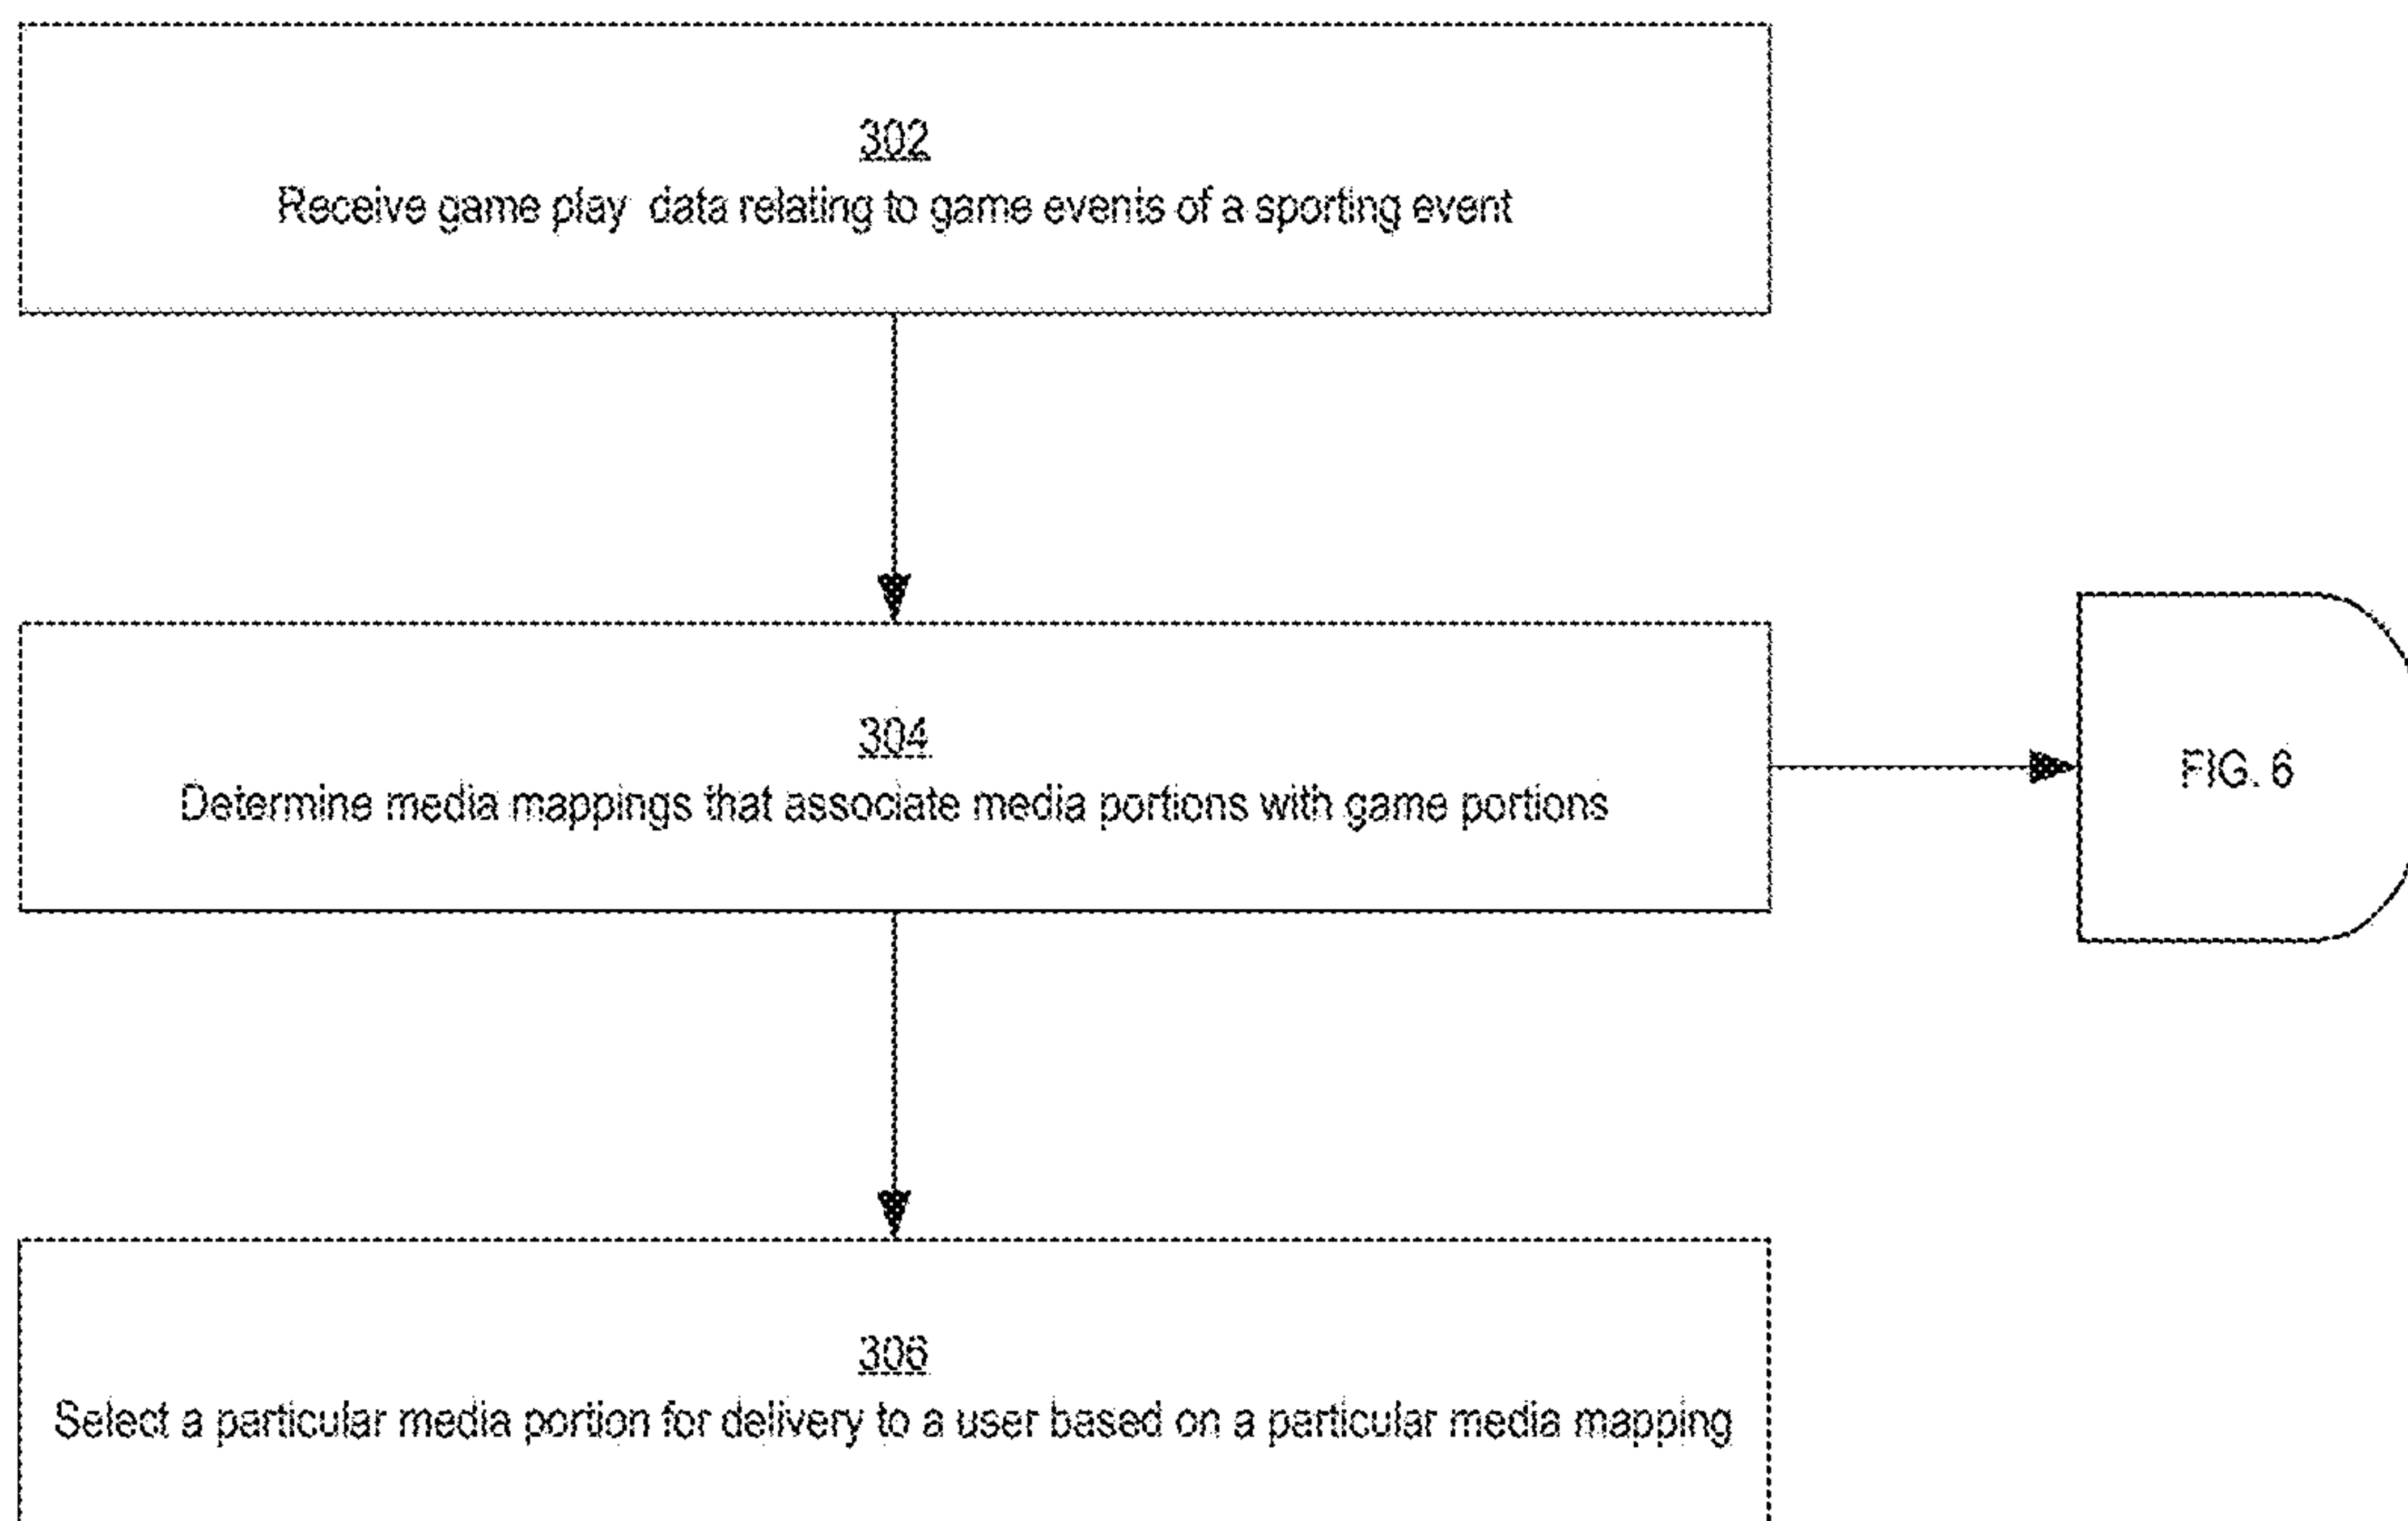 302
Receive game play data relating to game events of a sporting event
304
Determine media mappings that associate media portions with game portions
FIG. 6
306
Select a particular media portion for delivery to a user based on a particular media mapping